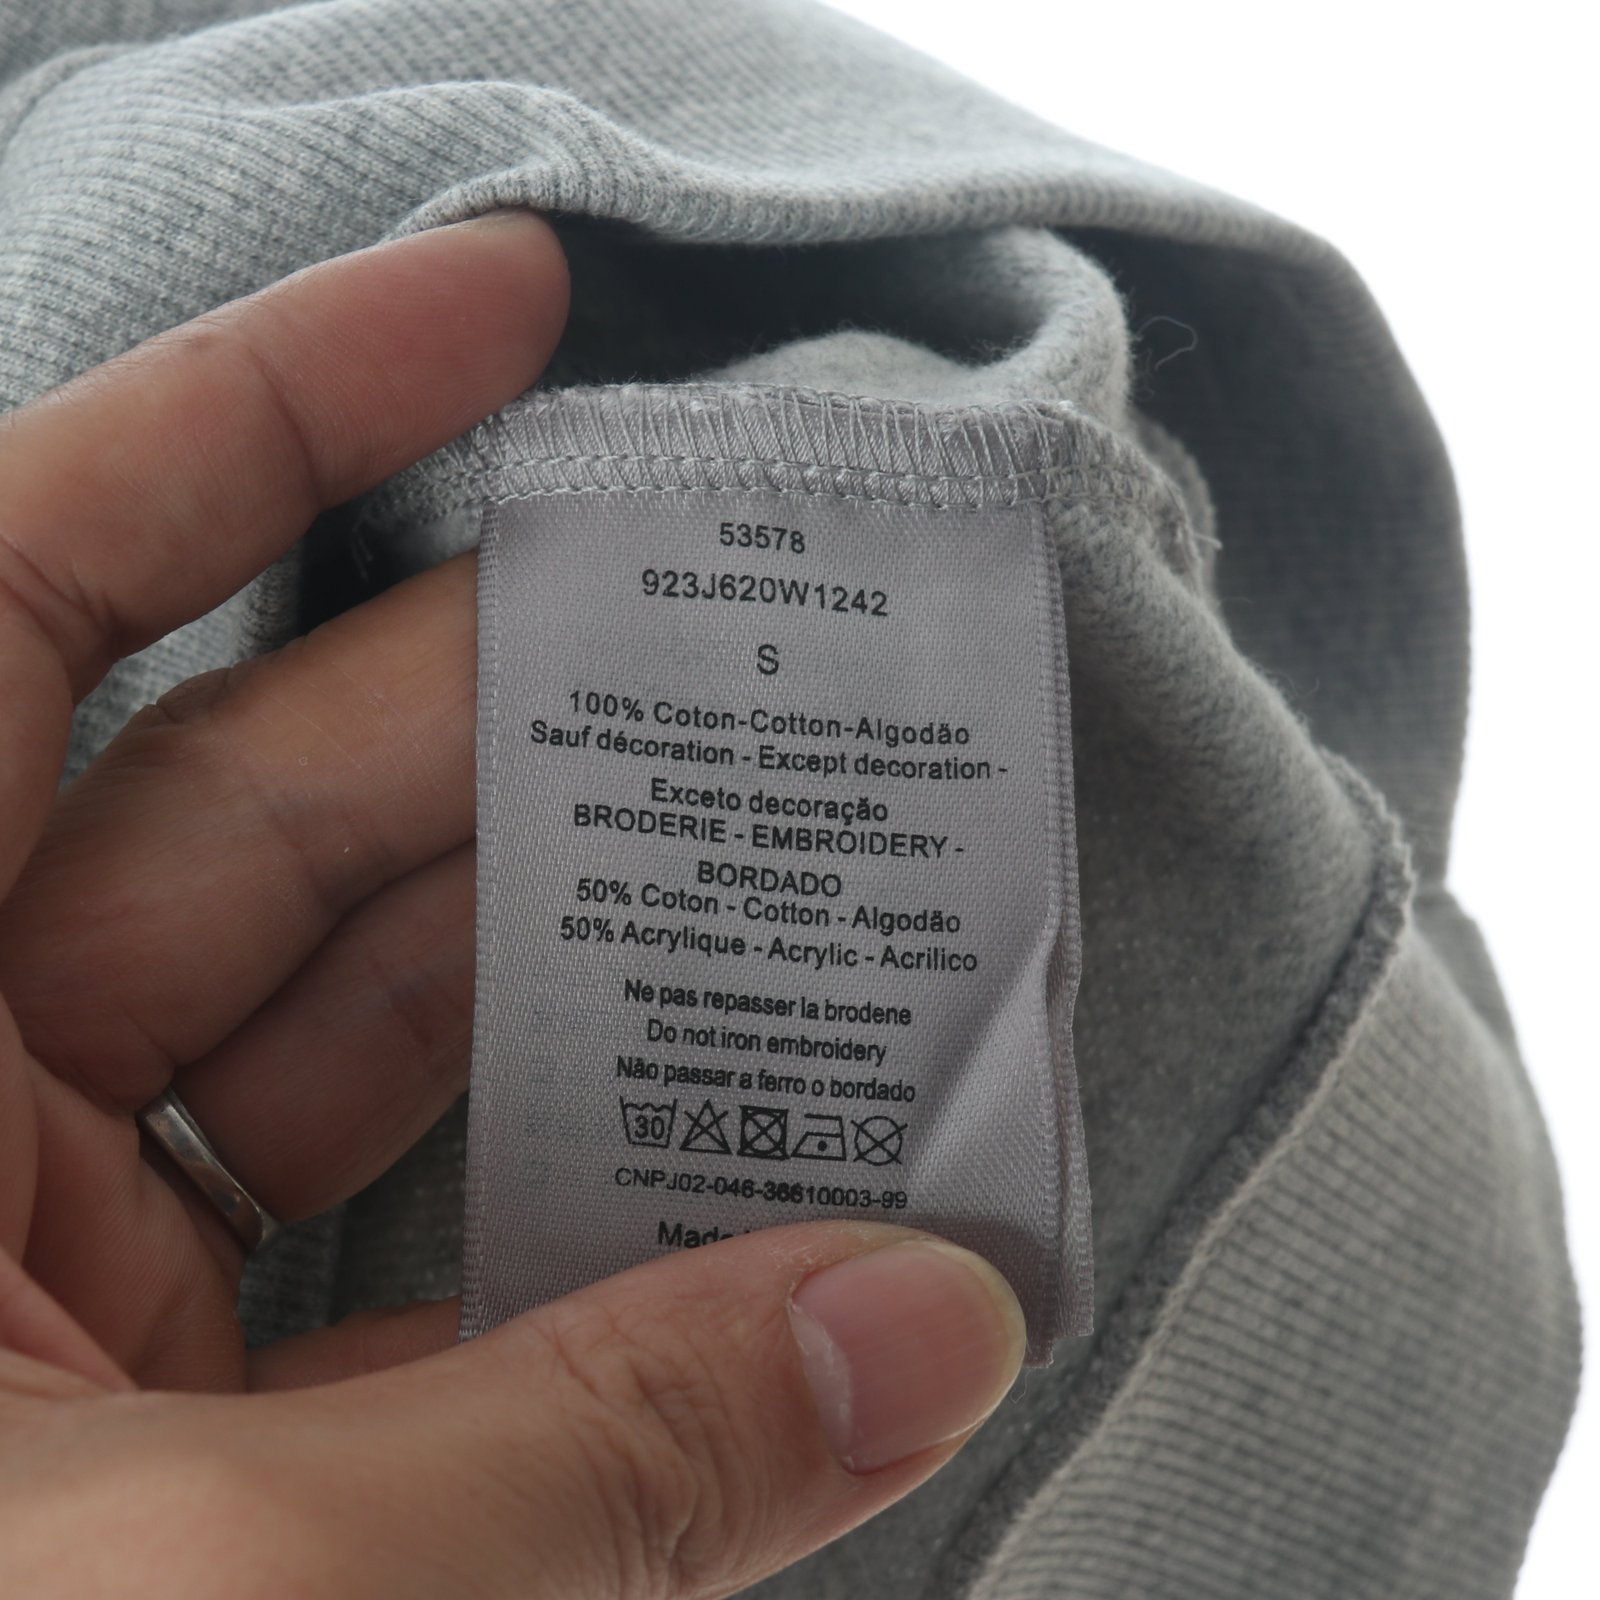 53578
923J620W1242
S
100% Coton-Cotton-Algodão
Sauf décoration - Except decoration -
Exceto decoração
BRODERIE - EMBROIDERY -
BORDADO
50% Coton - Cotton - Algodão
50% Acrylique - Acrylic - Acrilico
Ne pas repasser la brodene
Do not iron embroidery
Não passar a ferro o bordado
30
CNPJ02-046-36610003-99
Made